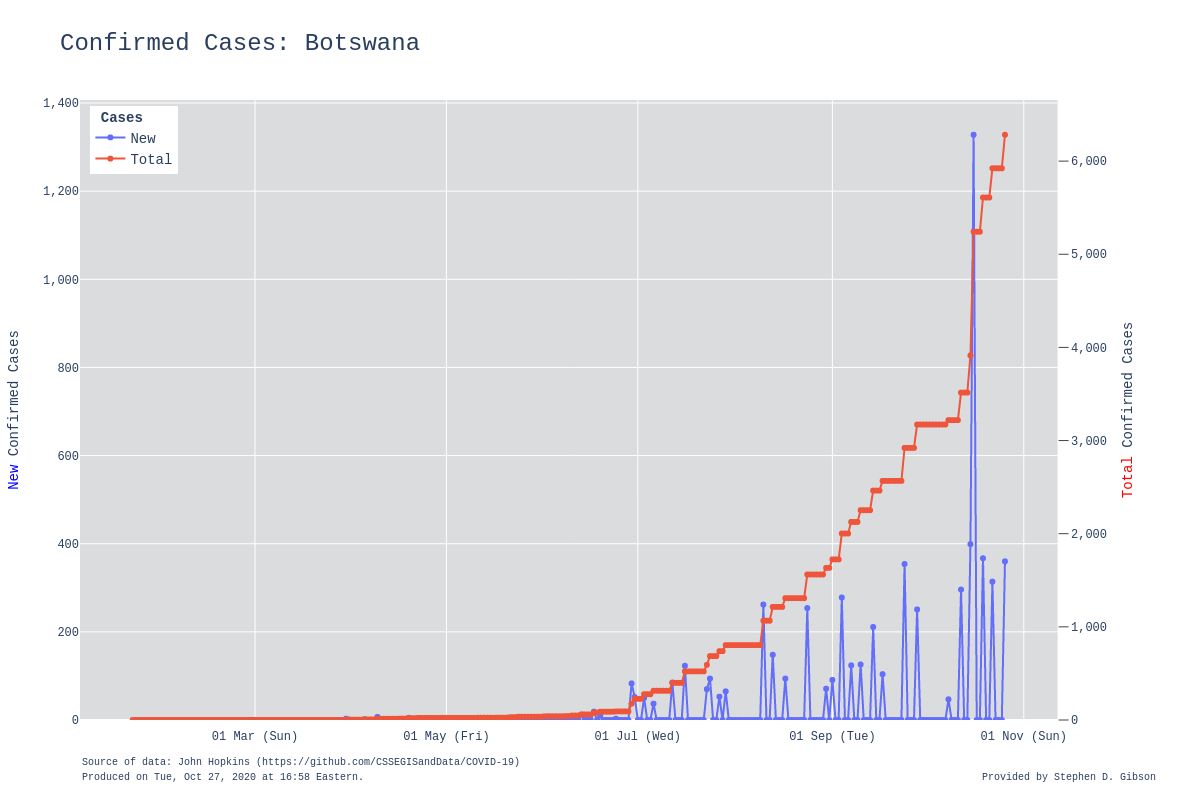 Confirmed Cases: Botswana
Cases
New
Total
1,400
1,200
1,000
800
600
400
200
0
New Confirmed Cases
6,000
5,000
4,000
3,000
2,000
1,000
0
Total Confirmed Cases
01 Mar (Sun) 01 May (Fri) 01 Jul (Wed) 01 Sep (Tue) 01 Nov (Sun)
Source of data: John Hopkins (https://github.com/CSSEGISandData/COVID-19)
Produced on Tue, Oct 27, 2020 at 16:58 Eastern.
Provided by Stephen D. Gibson